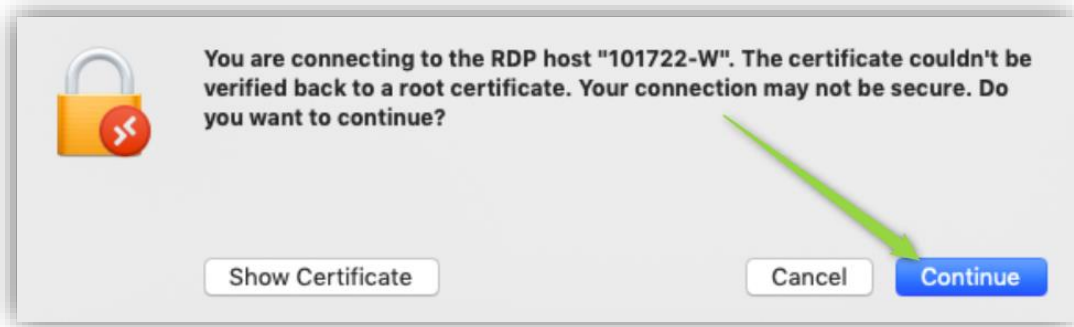 You are connecting to the RDP host "101722-W". The certificate couldn't be
verified back to a root certificate. Your connection may not be secure. Do
you want to continue?
Show Certificate
Cancel
Continue